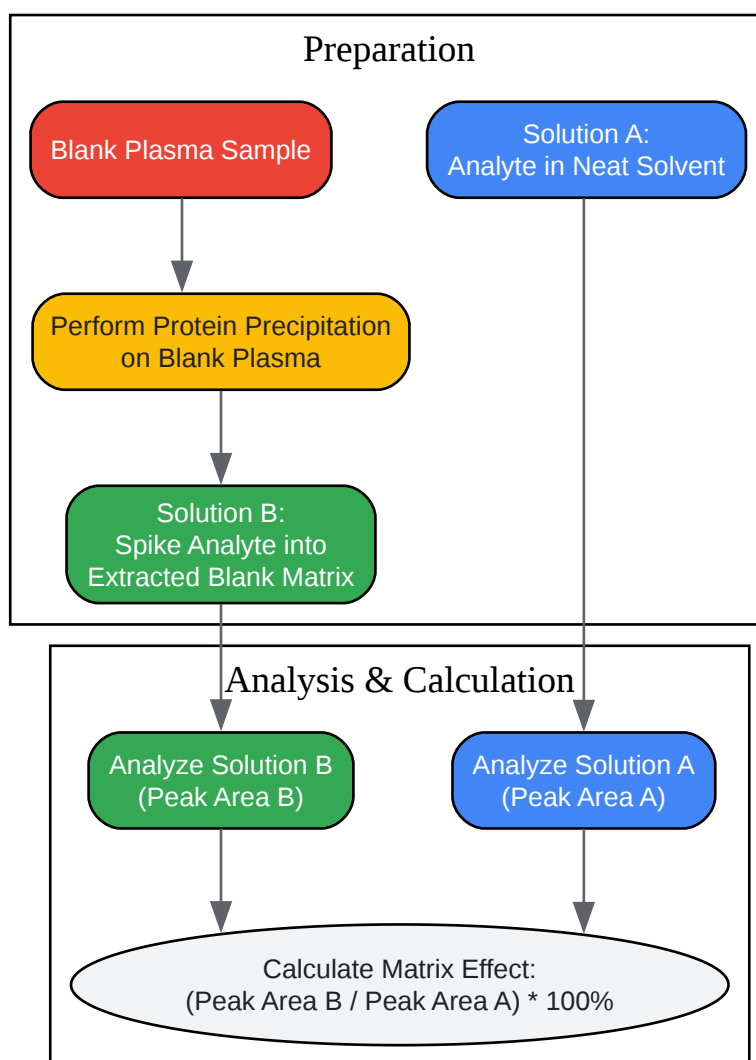 Preparation
Blank Plasma Sample
Solution A:
Analyte in Neat Solvent
Perform Protein Precipitation
on Blank Plasma
Solution B:
Spike Analyte into
Extracted Blank Matrix
Analysis & Calculation
Analyze Solution B
(Peak Area B)
Analyze Solution A
(Peak Area A)
Calculate Matrix Effect:
(Peak Area B / Peak Area A) * 100%